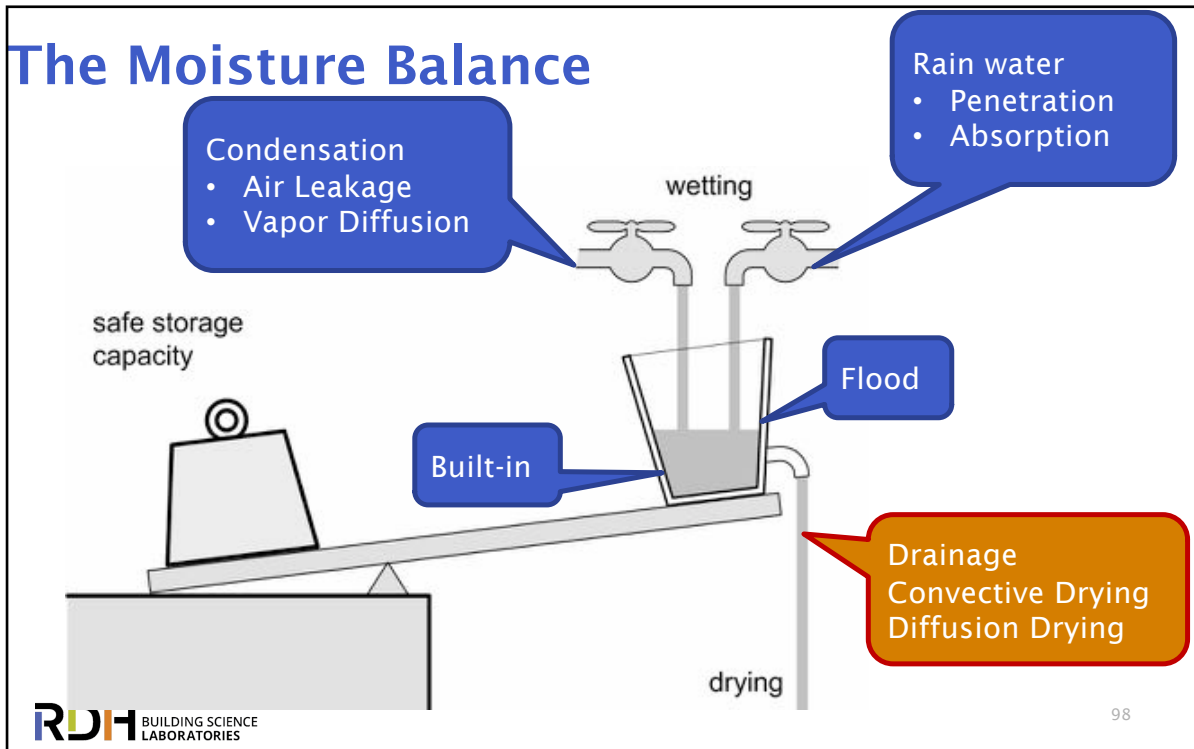 The Moisture Balance
Rain water
• Penetration
• Absorption
Condensation
• Air Leakage
• Vapor Diffusion
wetting
safe storage
capacity
Flood
Built-in
Drainage
Convective Drying
Diffusion Drying
drying
RDH BUILDING SCIENCE
LABORATORIES
98